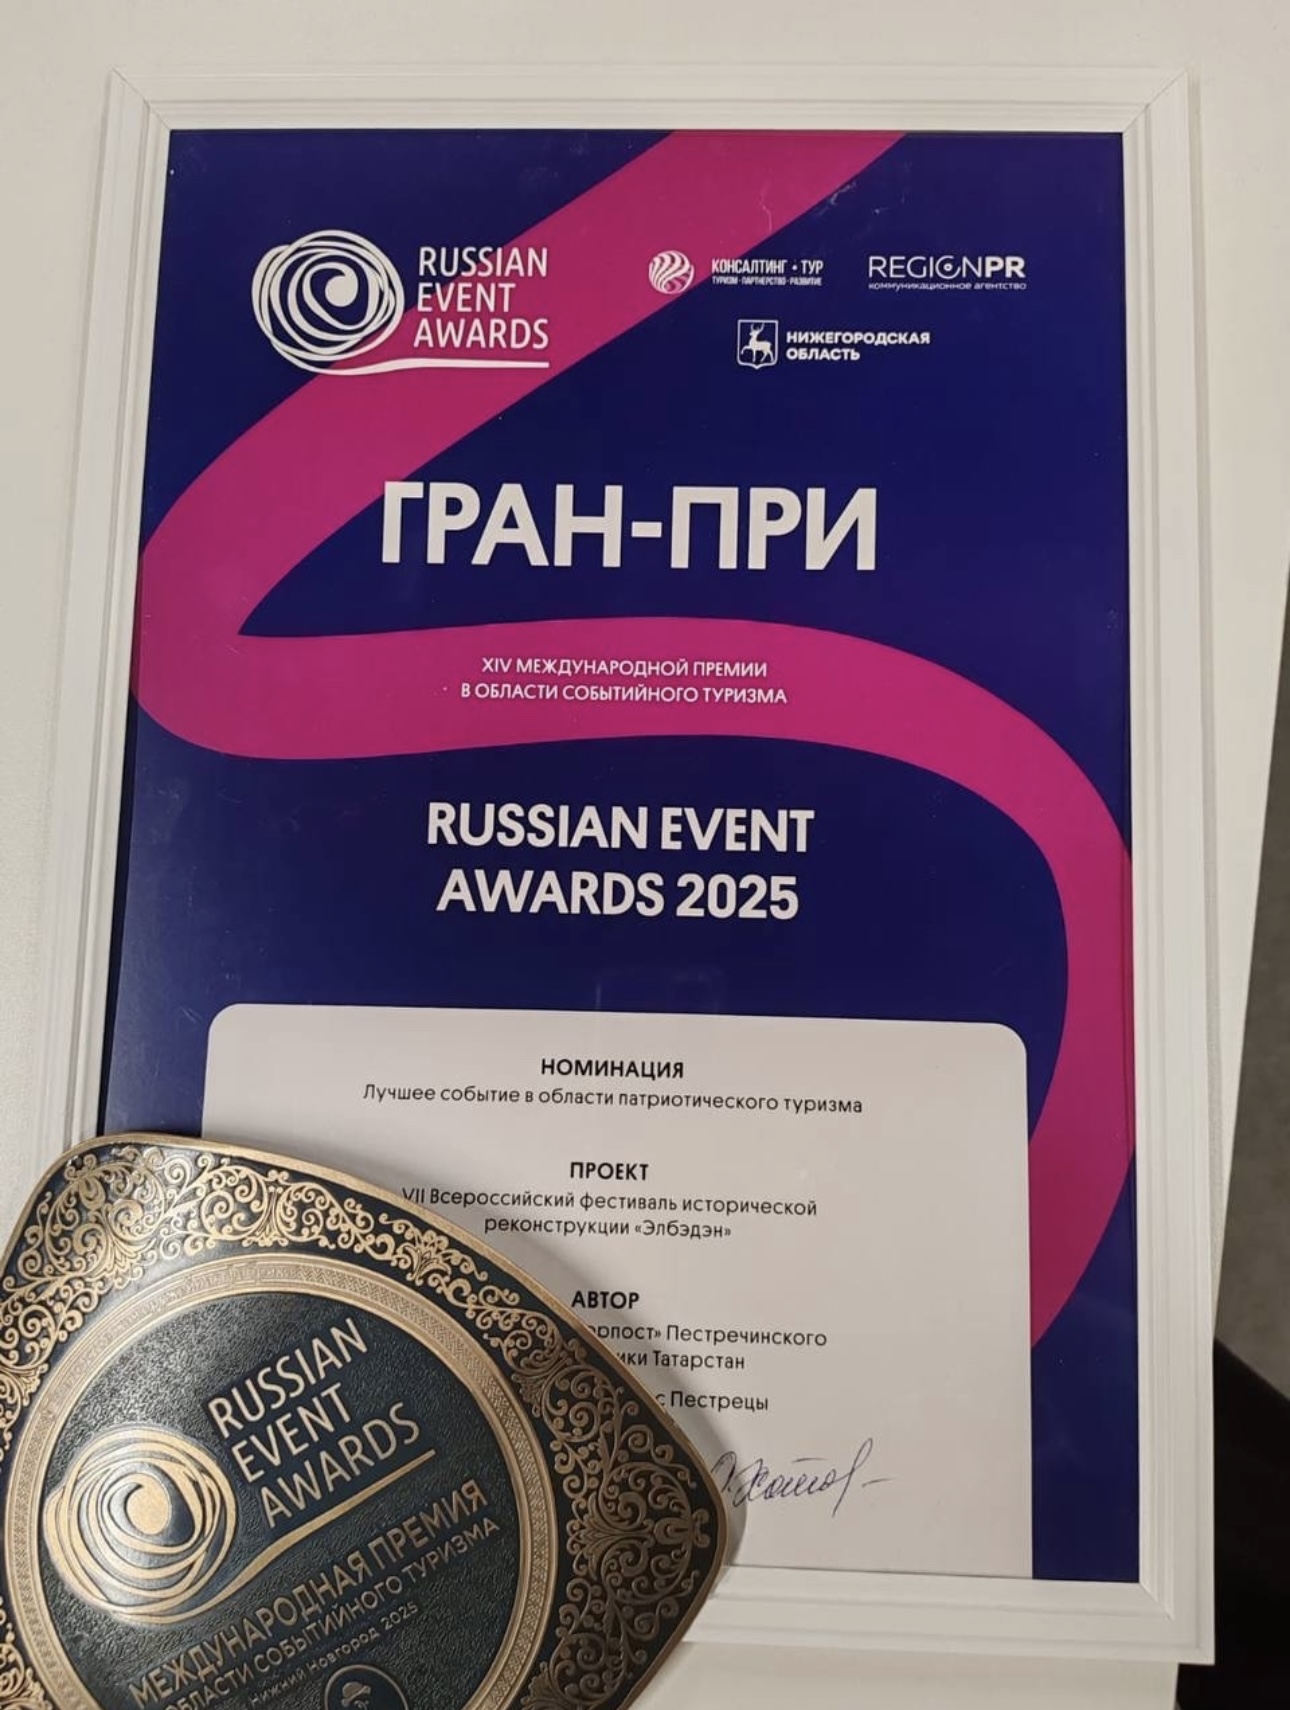 RUSSIAN
EVENT
AWARDS
КОНСАЛТИНГ • ТУР
ТУРИЗМ • ПАРТНЕРСТВО • РАЗВИТИЕ
REGIONPR
коммуникационное агентство
НИЖЕГОРОДСКАЯ
ОБЛАСТЬ
ГРАН-ПРИ
XIV МЕЖДУНАРОДНОЙ ПРЕМИИ
В ОБЛАСТИ СОБЫТИЙНОГО ТУРИЗМА
RUSSIAN EVENT
AWARDS 2025
НОМИНАЦИЯ
Лучшее событие в области патриотического туризма
ПРОЕКТ
VII Всероссийский фестиваль исторической
реконструкции «Элбэдэн»
АВТОР
орпост» Пестречинского
ики Татарстан
с Пестрецы
RUSSIAN
EVENT
AWARDS
МЕЖДУНАРОДНАЯ ПРЕМИЯ
ОБЛАСТИ СОБЫТИЙНОГО ТУРИЗМА
Нижний Новгород 2025